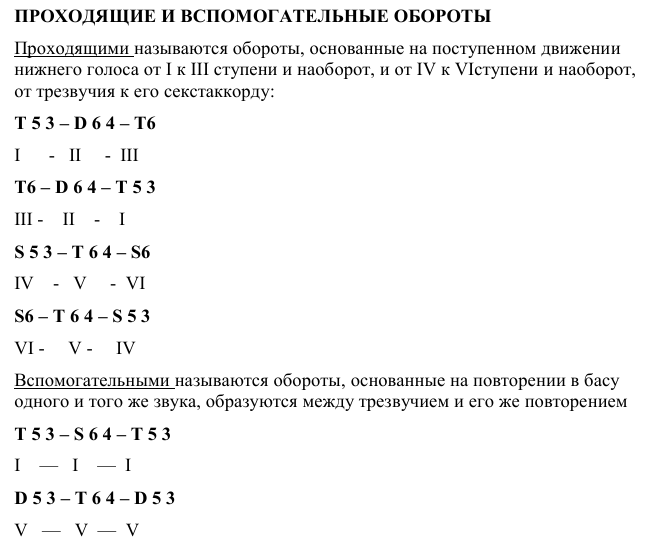 ПРОХОДЯЩИЕ И ВСПОМОГАТЕЛЬНЫЕ ОБОРОТЫ
Проходящими называются обороты, основанные на поступенном движении
нижнего голоса от I к III ступени и наоборот, и от IV к VIступени и наоборот,
от трезвучия к его секстаккорду:
T 5 3 – D 6 4 – T6
I - II - III
T6 – D 6 4 – T 5 3
III - II - I
S 5 3 – T 6 4 – S6
IV - V - VI
S6 – T 6 4 – S 5 3
VI - V - IV
Вспомогательными называются обороты, основанные на повторении в басу
одного и того же звука, образуются между трезвучием и его же повторением
T 5 3 – S 6 4 – T 5 3
I — I — I
D 5 3 – T 6 4 – D 5 3
V — V — V